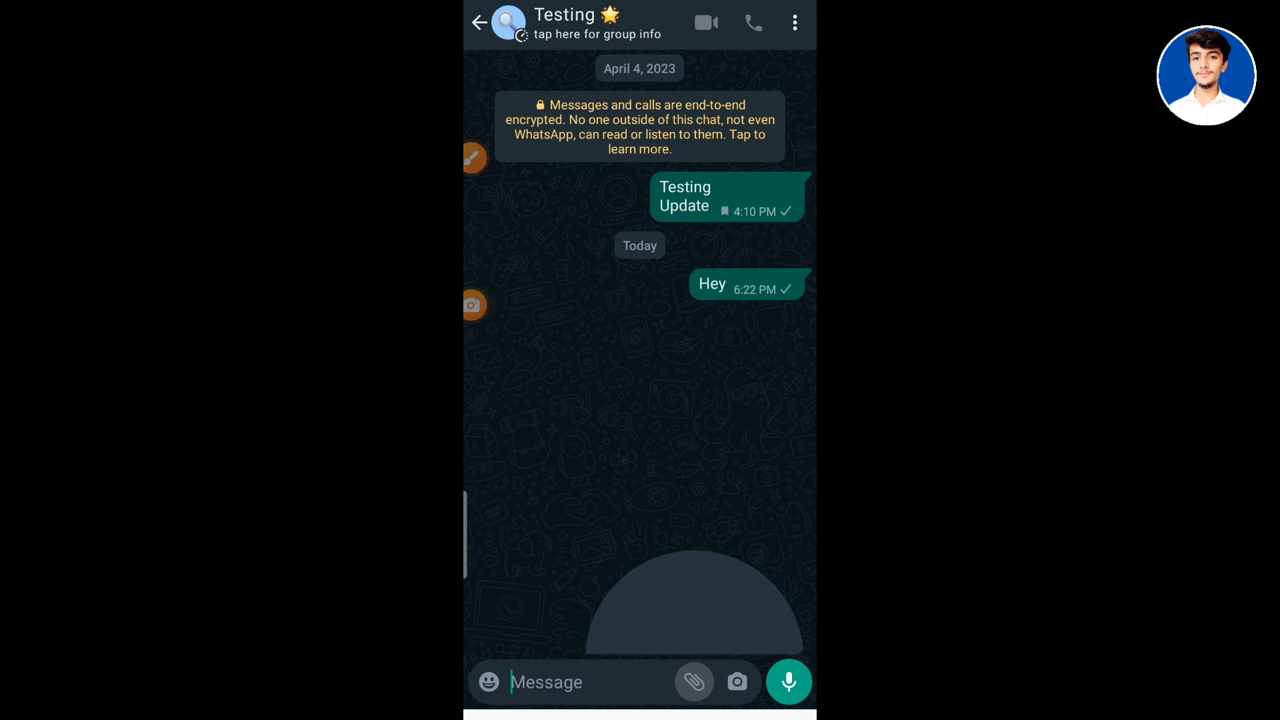 Testing 🌟
tap here for group info
April 4, 2023
🔒 Messages and calls are end-to-end
encrypted. No one outside of this chat, not even
WhatsApp, can read or listen to them. Tap to
learn more.
Testing
Update 4:10 PM ✓
Today
Hey 6:22 PM ✓
Message